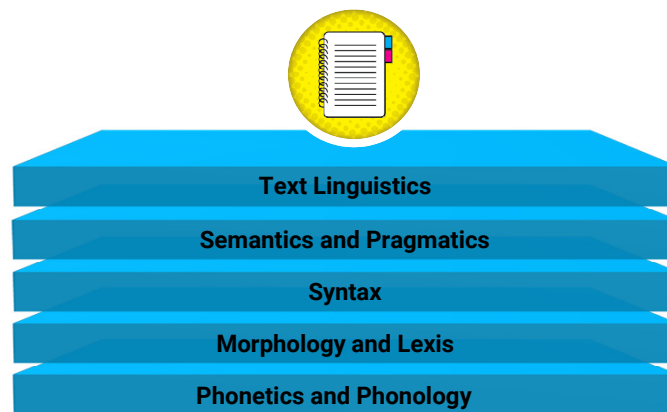 Text Linguistics
Semantics and Pragmatics
Syntax
Morphology and Lexis
Phonetics and Phonology